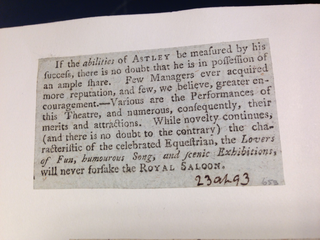 If the abilities of ASTLEY be meaſured by his
ſucceſs, there is no doubt that he is in poſſeſſion of
an ample ſhare. Few Managers ever acquired
more reputation, and few, we believe, greater en-
couragement.—Various are the Performances of
this Theatre, and numerous, conſequently, their
merits and attractions. While novelty continues,
(and there is no doubt to the contrary) the cha-
racteriſtic of the celebrated Equeſtrian, the Lovers
of Fun, humourous Song, and ſcenic Exhibitions,
will never forſake the ROYAL SALOON.